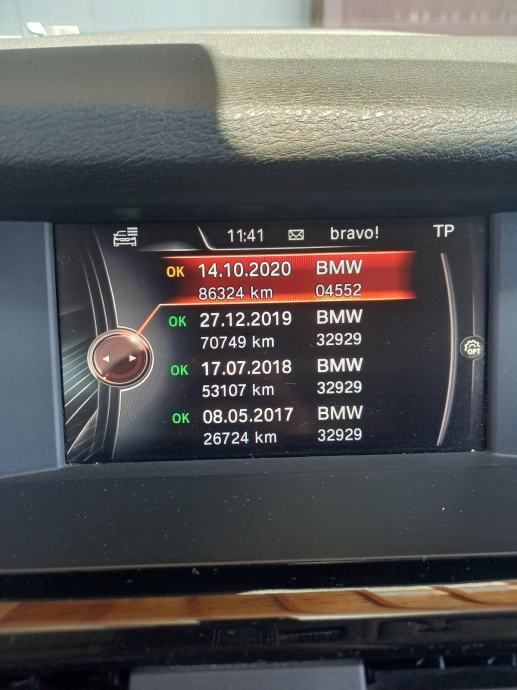 11:41 bravo! TP
OK 14.10.2020 BMW
86324 km 04552
OK 27.12.2019 BMW
70749 km 32929
OK 17.07.2018 BMW
53107 km 32929
OK 08.05.2017 BMW
26724 km 32929
OPT